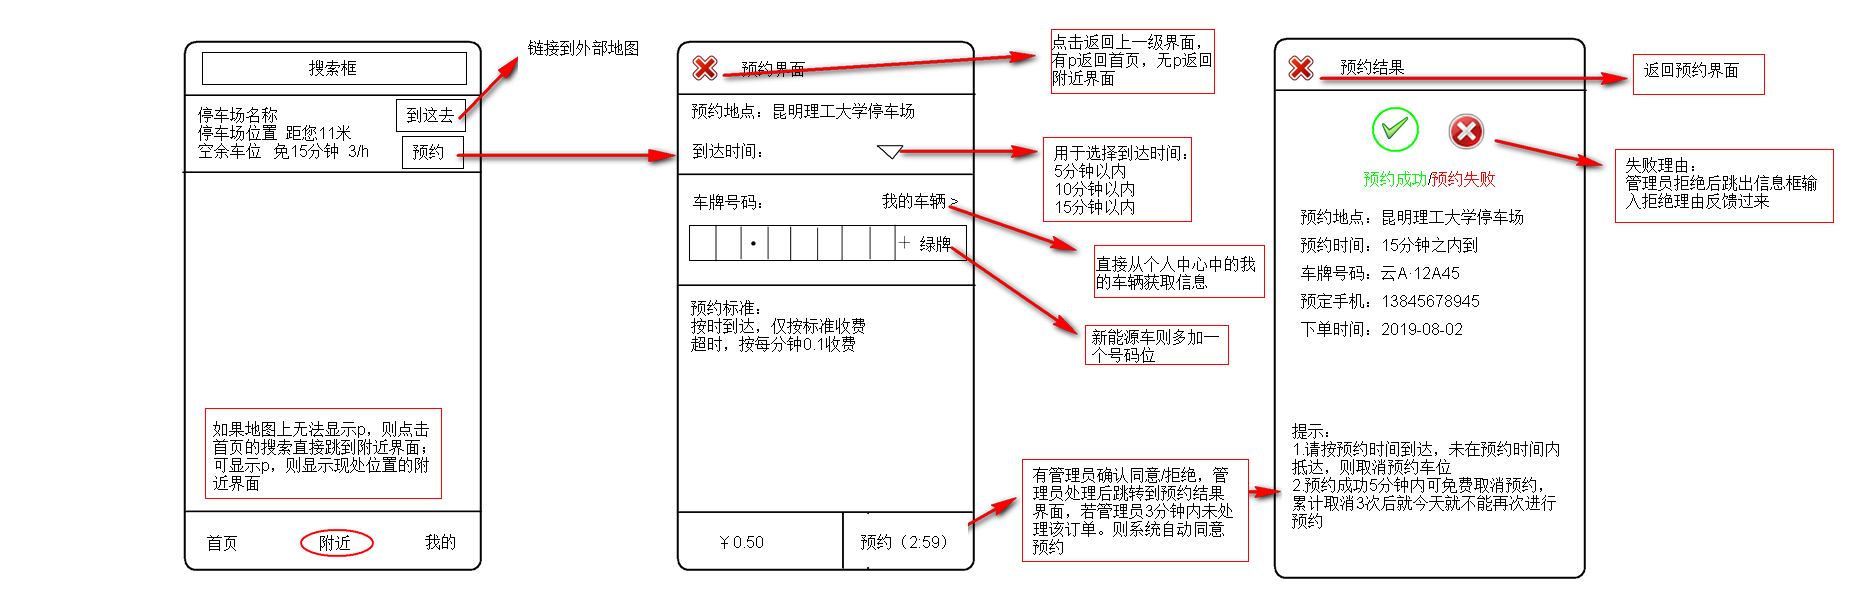 搜索框
停车场名称
停车场位置 距您11米
空余车位 免15分钟 3/h
到这去
预约
链接到外部地图
如果地图上无法显示p，则点击
首页的搜索直接跳到附近界面；
可显示p，则显示现处位置的附
近界面
首页
附近
我的
预约界面
预约地点：昆明理工大学停车场
到达时间：
车牌号码：
我的车辆 >
+ 绿牌
预约标准：
按时到达，仅按标准收费
超时，按每分钟0.1收费
￥0.50
预约（2:59）
点击返回上一级界面，
有p返回首页，无p返回
附近界面
用于选择到达时间：
5分钟以内
10分钟以内
15分钟以内
直接从个人中心中的我
的车辆获取信息
新能源车则多加一
个号码位
有管理员确认同意/拒绝，管
理员处理后跳转到预约结果
界面，若管理员3分钟内未处
理该订单。则系统自动同意
预约
预约结果
预约成功/预约失败
预约地点：昆明理工大学停车场
预约时间：15分钟之内到
车牌号码：云A·12A45
预定手机：13845678945
下单时间：2019-08-02
提示：
1.请按预约时间到达，未在预约时间内
抵达，则取消预约车位
2.预约成功5分钟内可免费取消预约，
累计取消3次后就今天就不能再次进行
预约
返回预约界面
失败理由：
管理员拒绝后跳出信息框输
入拒绝理由反馈过来